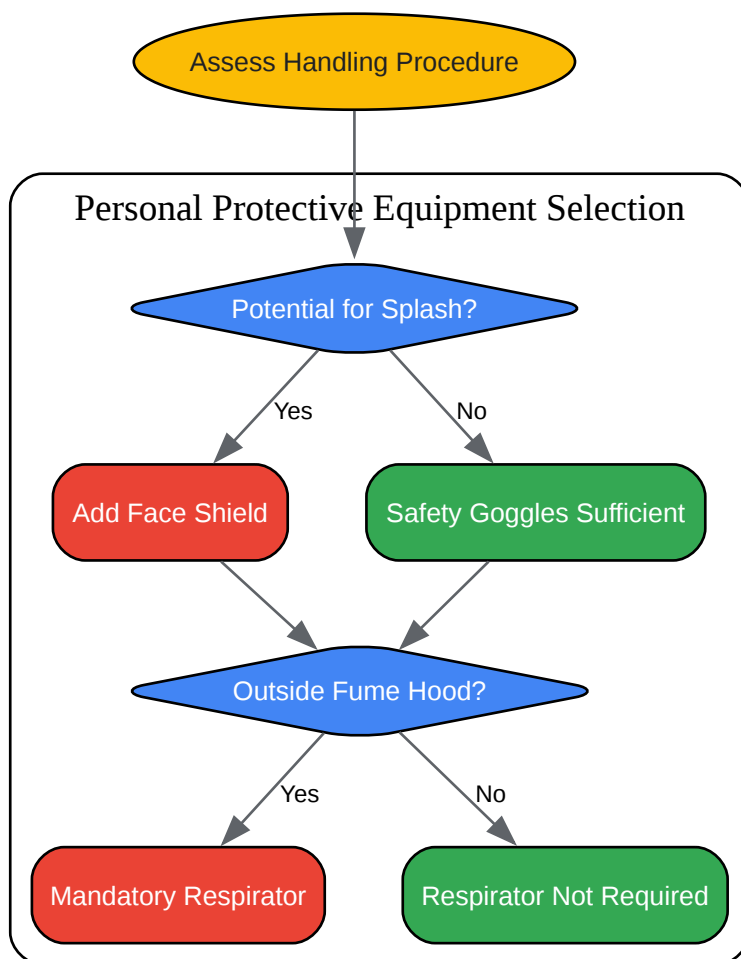 Assess Handling Procedure
Personal Protective Equipment Selection
Potential for Splash?
Yes
No
Add Face Shield
Safety Goggles Sufficient
Outside Fume Hood?
Yes
No
Mandatory Respirator
Respirator Not Required